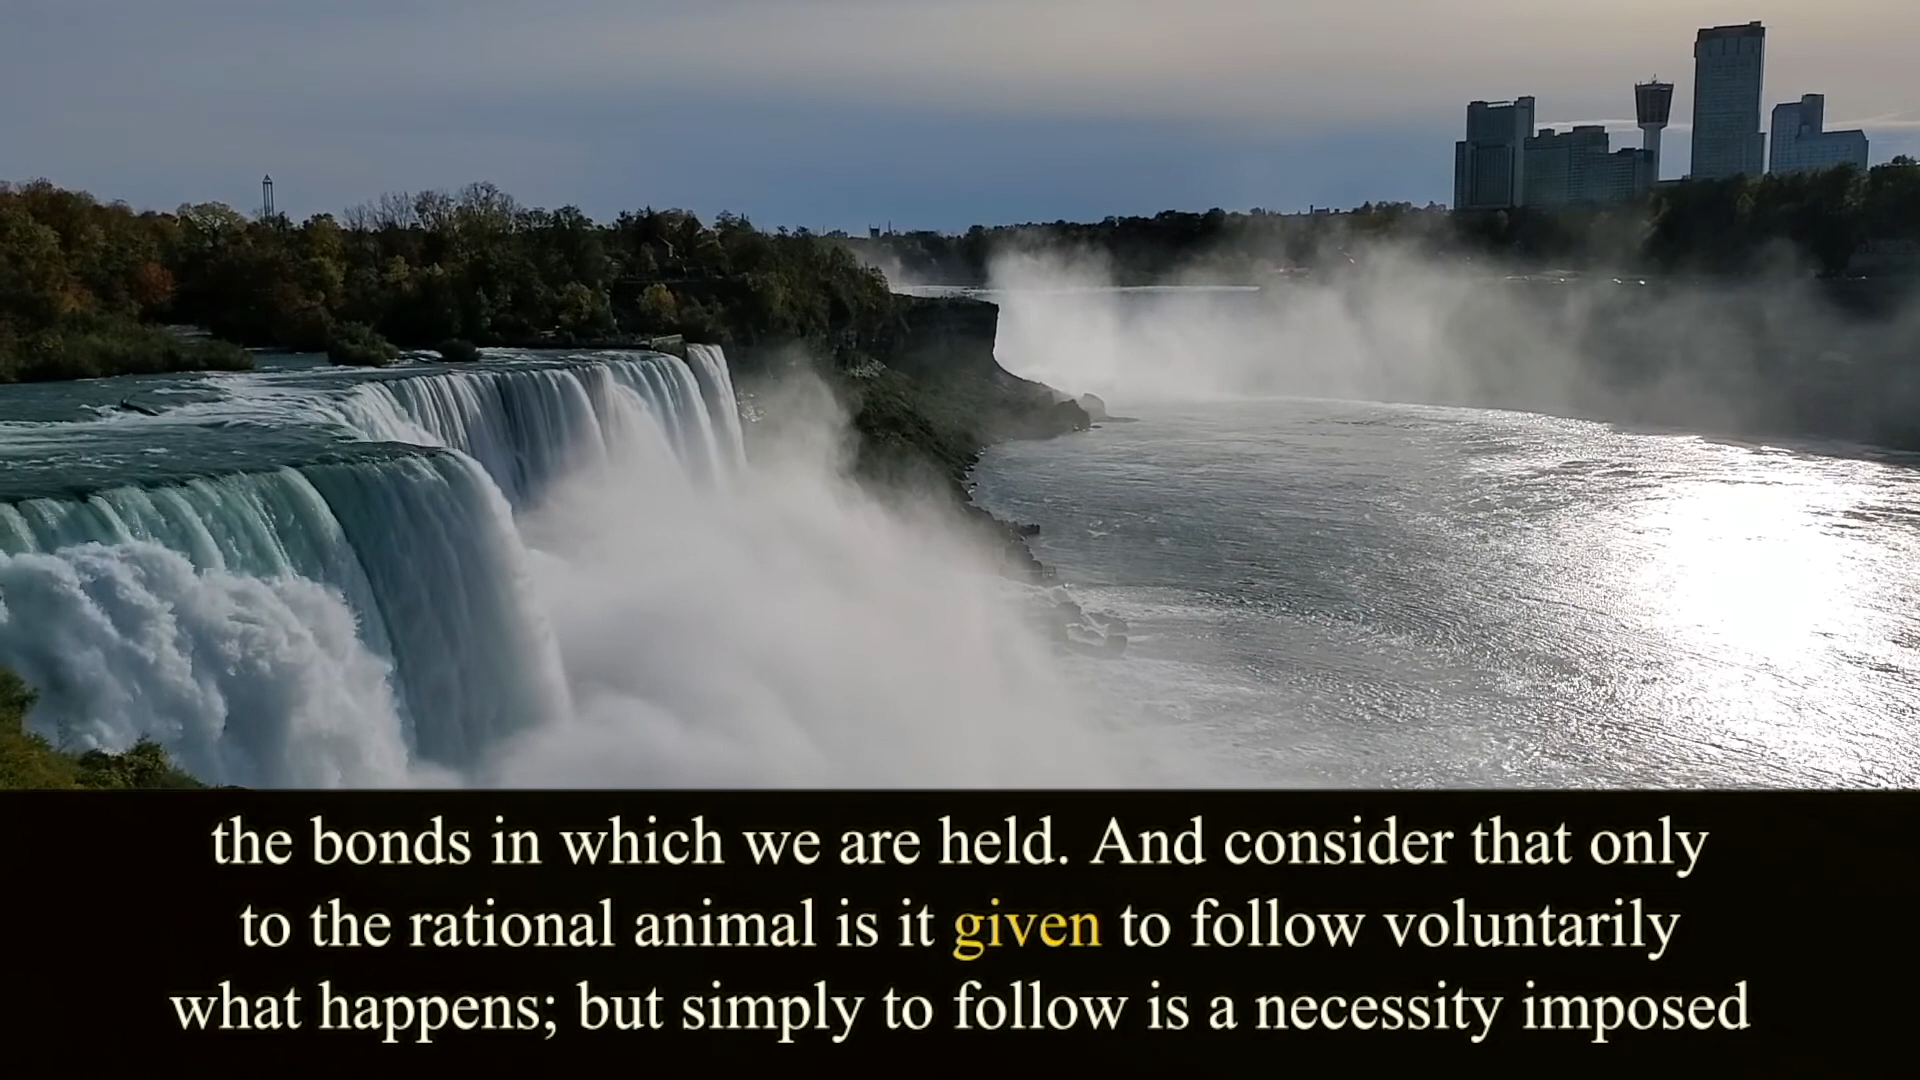 the bonds in which we are held. And consider that only
to the rational animal is it given to follow voluntarily
what happens; but simply to follow is a necessity imposed